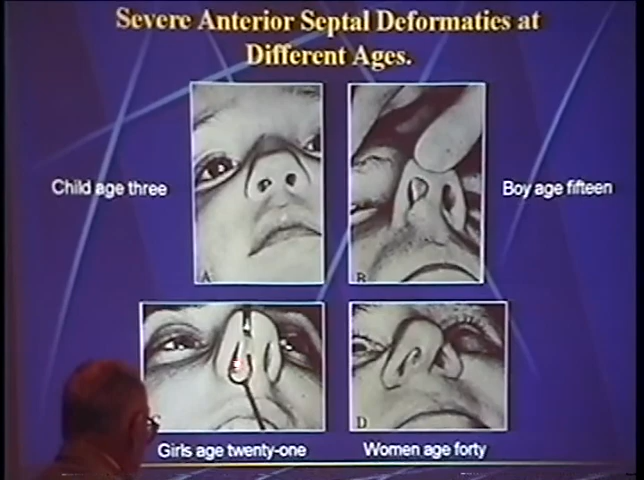 Severe Anterior Septal Deformaties at
Different Ages.
Child age three
Boy age fifteen
A
B
D
Girls age twenty-one
Women age forty